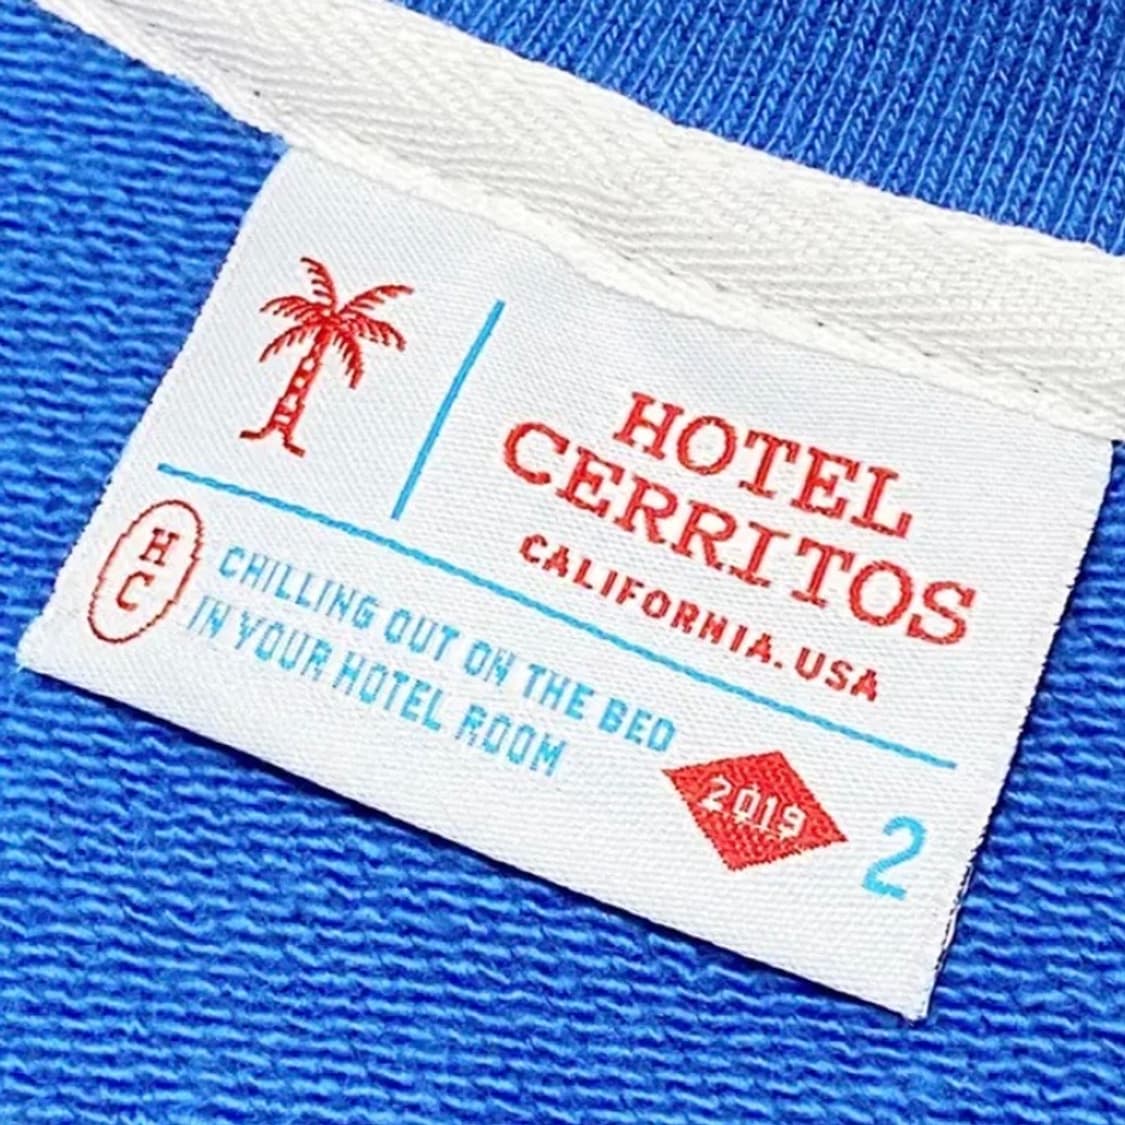 HOTEL
CERRITOS
CALIFORNIA. USA
H
C
CHILLING OUT ON THE BED
IN YOUR HOTEL ROOM
2019
2